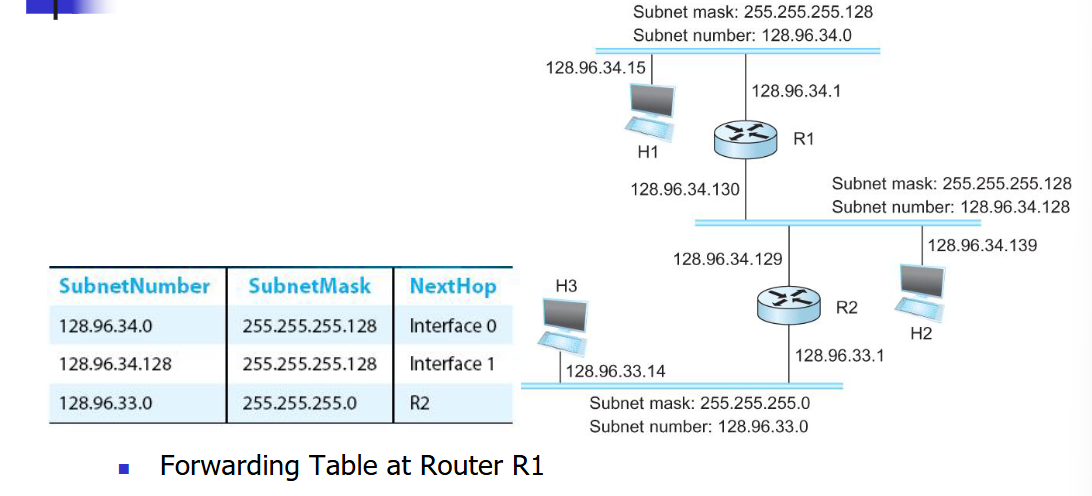 Subnet mask: 255.255.255.128
Subnet number: 128.96.34.0
128.96.34.15
128.96.34.1
R1
H1
128.96.34.130
Subnet mask: 255.255.255.128
Subnet number: 128.96.34.128
128.96.34.139
128.96.34.129
H3
R2
H2
128.96.33.1
128.96.33.14
Subnet mask: 255.255.255.0
Subnet number: 128.96.33.0
SubnetNumber SubnetMask NextHop
128.96.34.0 255.255.255.128 Interface 0
128.96.34.128 255.255.255.128 Interface 1
128.96.33.0 255.255.255.0 R2
Forwarding Table at Router R1